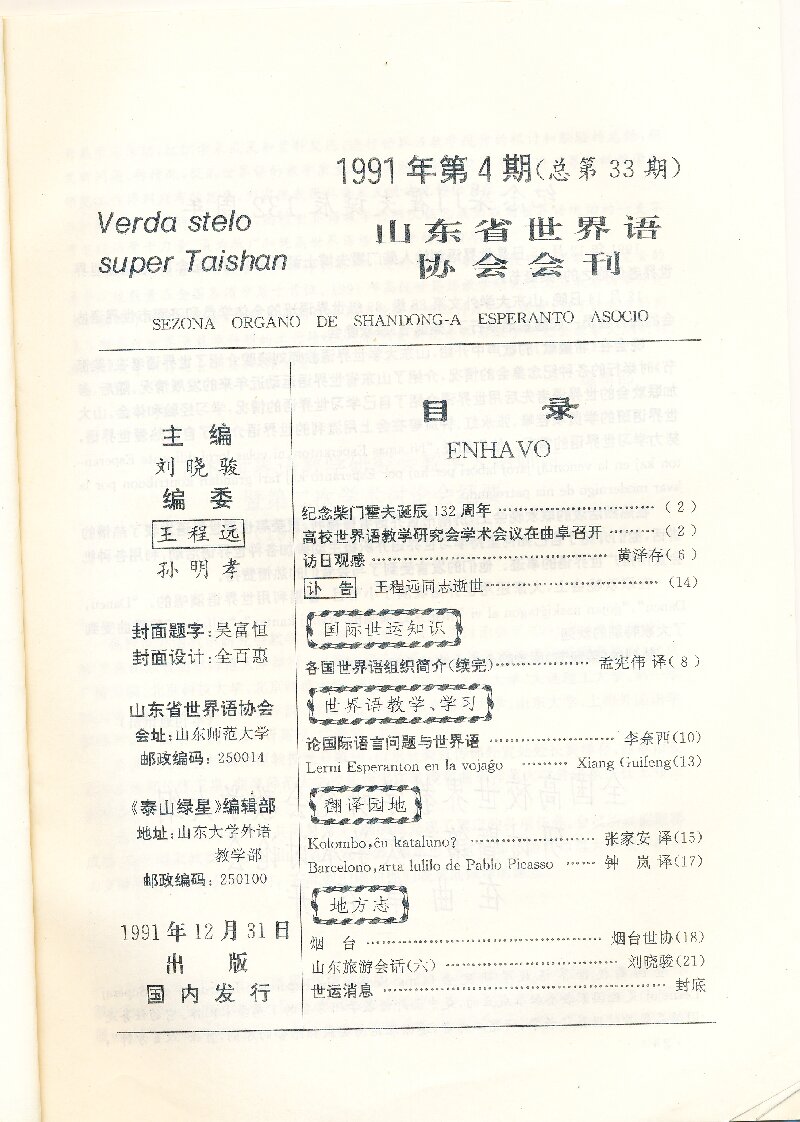 1991年第4期(总第33期)
Verda stelo
super Taishan
山东省世界语
协会会刊
SEZONA ORGANO DE SHANDONG-A ESPERANTO ASOCIO
主 编
刘晓骏
编 委
王程远
孙明孝
封面题字:吴富恒
封面设计:全百惠
山东省世界语协会
会址:山东师范大学
邮政编码:250014
《泰山绿星》编辑部
地址:山东大学外语
教学部
邮政编码:250100
1991年12月31日
出 版
国内发行
目 录
ENHAVO
纪念柴门霍夫诞辰132周年 ……………………(2)
高校世界语教学研究会学术会议在曲阜召开 ………(2)
访日观感 …………………………………… 黄泽存(6)
讣 告 王程远同志逝世……………………………(14)
国际世运知识
各国世界语组织简介(续完)……………… 孟宪伟 译(8)
世界语教学、学习
论国际语言问题与世界语 …………………… 李奈西(10)
Lerni Esperanton en la vojaĝo ……… Xiang Guifeng(13)
翻译园地
Kolombo,ĉu kataluno? …………………… 张家安 译(15)
Barcelono,arta lulilo de Pablo Picasso …… 钟 岚 译(17)
地方志
烟 台 …………………………………… 烟台世协(18)
山东旅游会话(六) ………………………… 刘晓骏(21)
世运消息 ……………………………………………封底